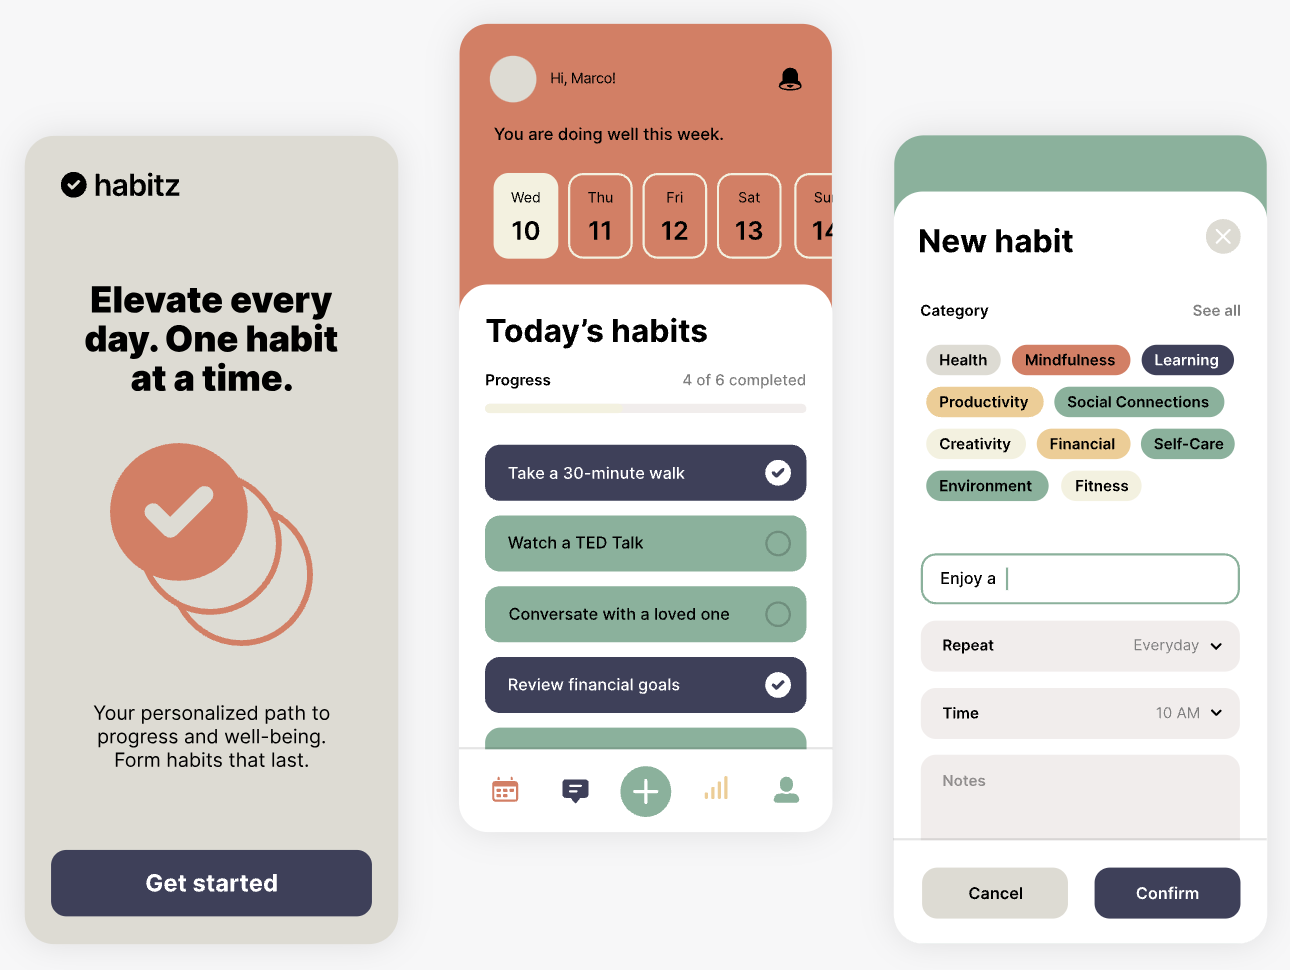 habitz
Elevate every
day. One habit
at a time.
Your personalized path to
progress and well-being.
Form habits that last.
Get started
Hi, Marco!
You are doing well this week.
Wed Thu Fri Sat Su
10 11 12 13 14
Today’s habits
Progress 4 of 6 completed
Take a 30-minute walk
Watch a TED Talk
Conversate with a loved one
Review financial goals
New habit
Category See all
Health Mindfulness Learning
Productivity Social Connections
Creativity Financial Self-Care
Environment Fitness
Enjoy a
Repeat Everyday
Time 10 AM
Notes
Cancel Confirm